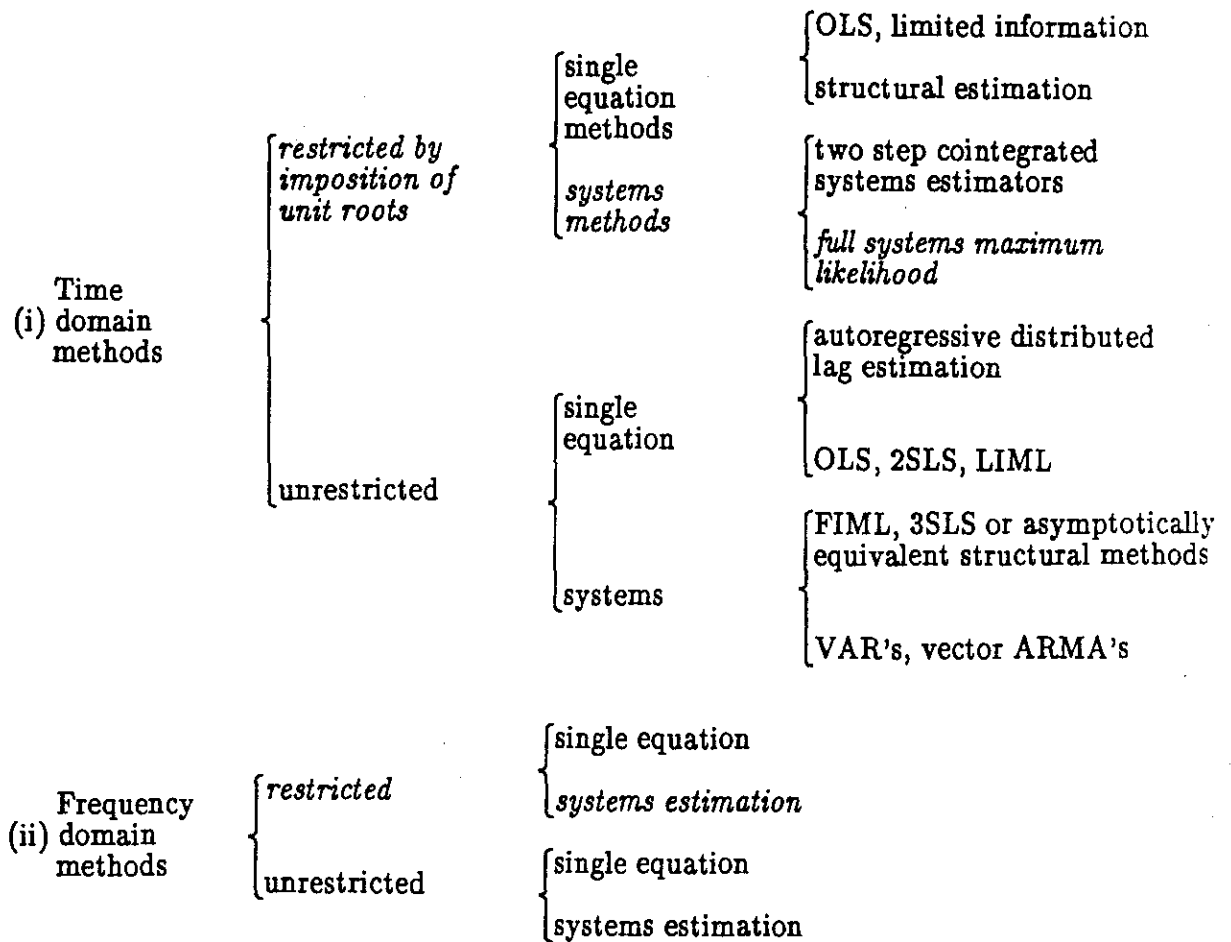 OLS, limited information
structural estimation
single
equation
methods
systems
methods
two step cointegrated
systems estimators
full systems maximum
likelihood
restricted by
imposition of
unit roots
Time
(i) domain
methods
autoregressive distributed
lag estimation
OLS, 2SLS, LIML
single
equation
unrestricted
systems
FIML, 3SLS or asymptotically
equivalent structural methods
VAR's, vector ARMA's
Frequency
(ii) domain
methods
restricted
single equation
systems estimation
unrestricted
single equation
systems estimation